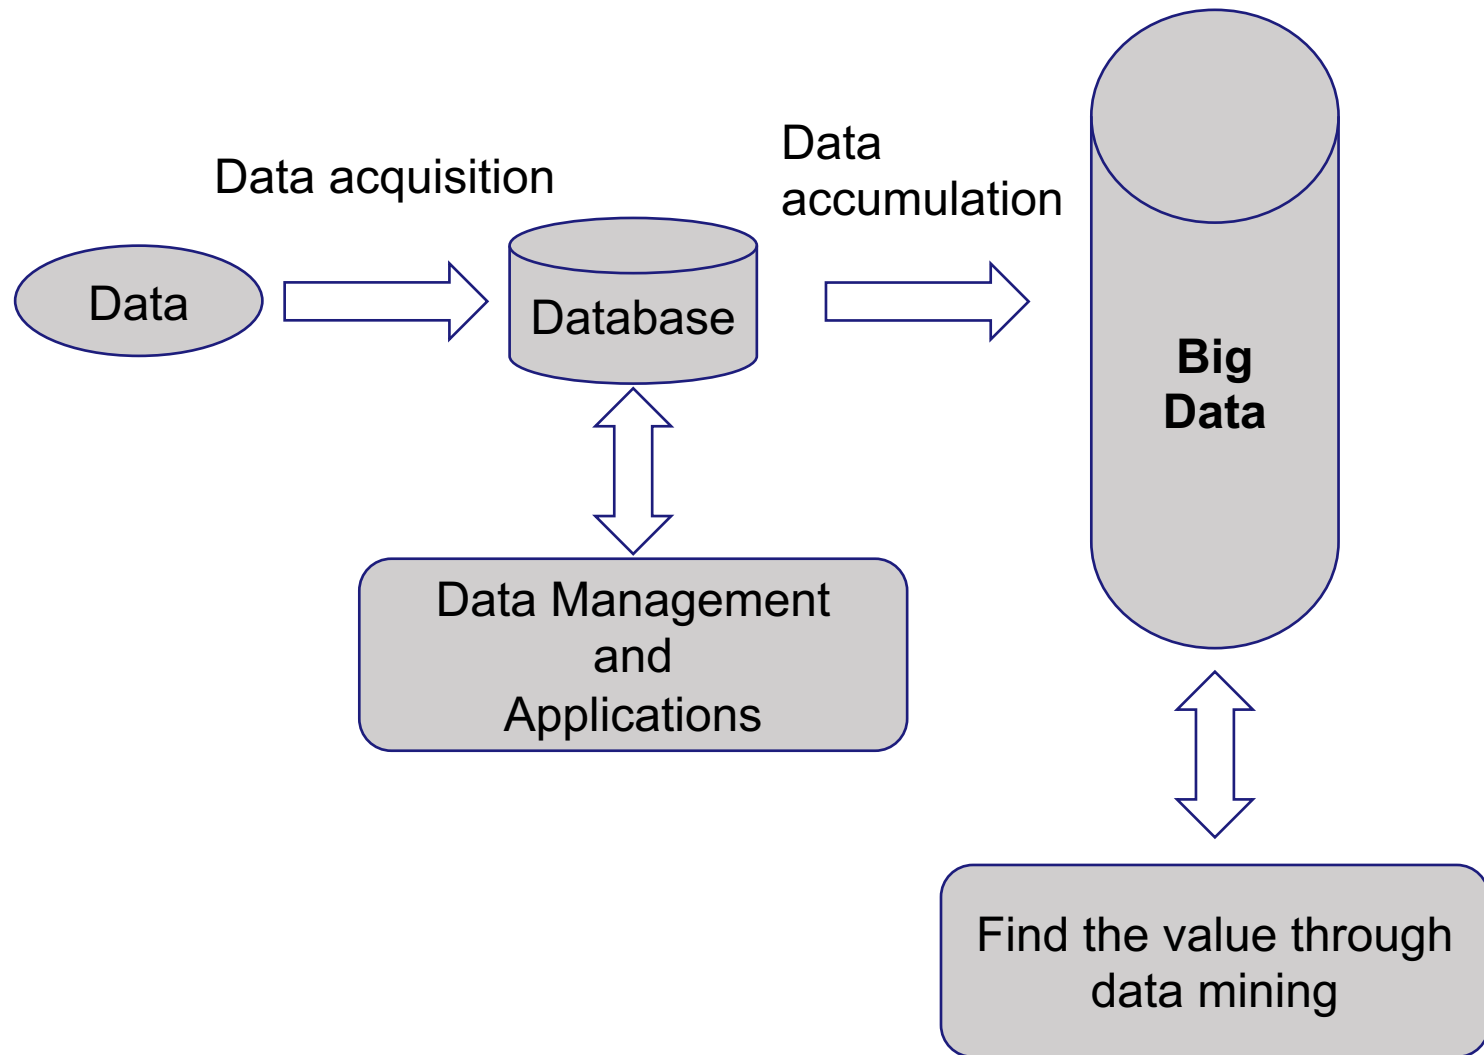 Data acquisition
Data
accumulation
Data
Database
Big
Data
Data Management
and
Applications
Find the value through
data mining